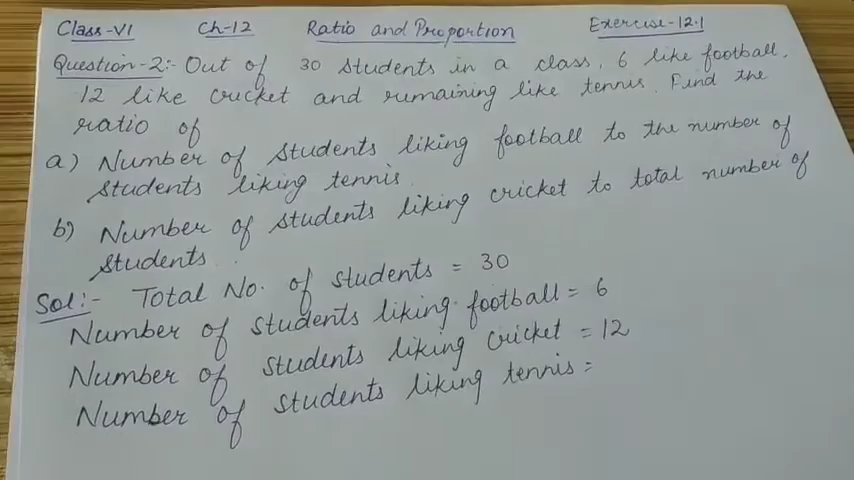 Class-VI Ch-12 Ratio and Proportion Exercise-12.1
Question-2:- Out of 30 students in a class, 6 like football,
12 like cricket and remaining like tennis. Find the
ratio of
a) Number of students liking football to the number of
students liking tennis.
b) Number of students liking cricket to total number of
students.
Sol:- Total No. of students = 30
Number of students liking football = 6
Number of students liking cricket = 12
Number of students liking tennis =